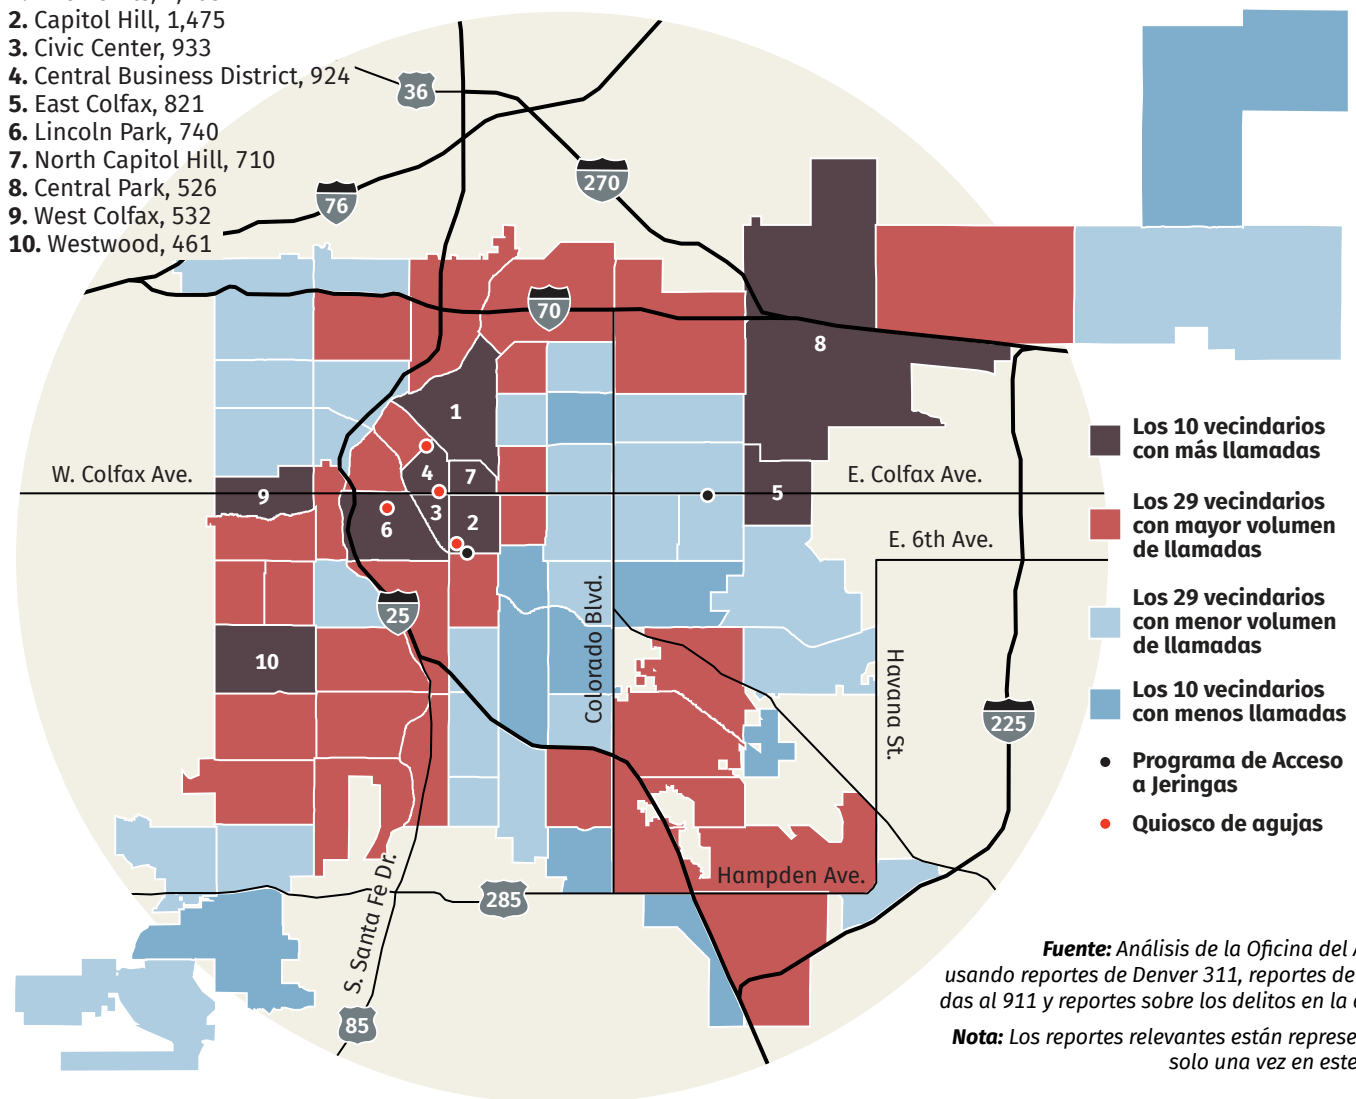 2. Capitol Hill, 1,475
3. Civic Center, 933
4. Central Business District, 924
5. East Colfax, 821
6. Lincoln Park, 740
7. North Capitol Hill, 710
8. Central Park, 526
9. West Colfax, 532
10. Westwood, 461
36
270
76
70
8
1
W. Colfax Ave.
E. Colfax Ave.
4
7
9
5
3
2
6
E. 6th Ave.
25
Colorado Blvd.
10
Havana St.
225
Hampden Ave.
285
S. Santa Fe Dr.
85
Los 10 vecindarios
con más llamadas
Los 29 vecindarios
con mayor volumen
de llamadas
Los 29 vecindarios
con menor volumen
de llamadas
Los 10 vecindarios
con menos llamadas
Programa de Acceso
a Jeringas
Quiosco de agujas
Fuente: Análisis de la Oficina del
usando reportes de Denver 311, reportes de
das al 911 y reportes sobre los delitos en la
Nota: Los reportes relevantes están
solo una vez en este